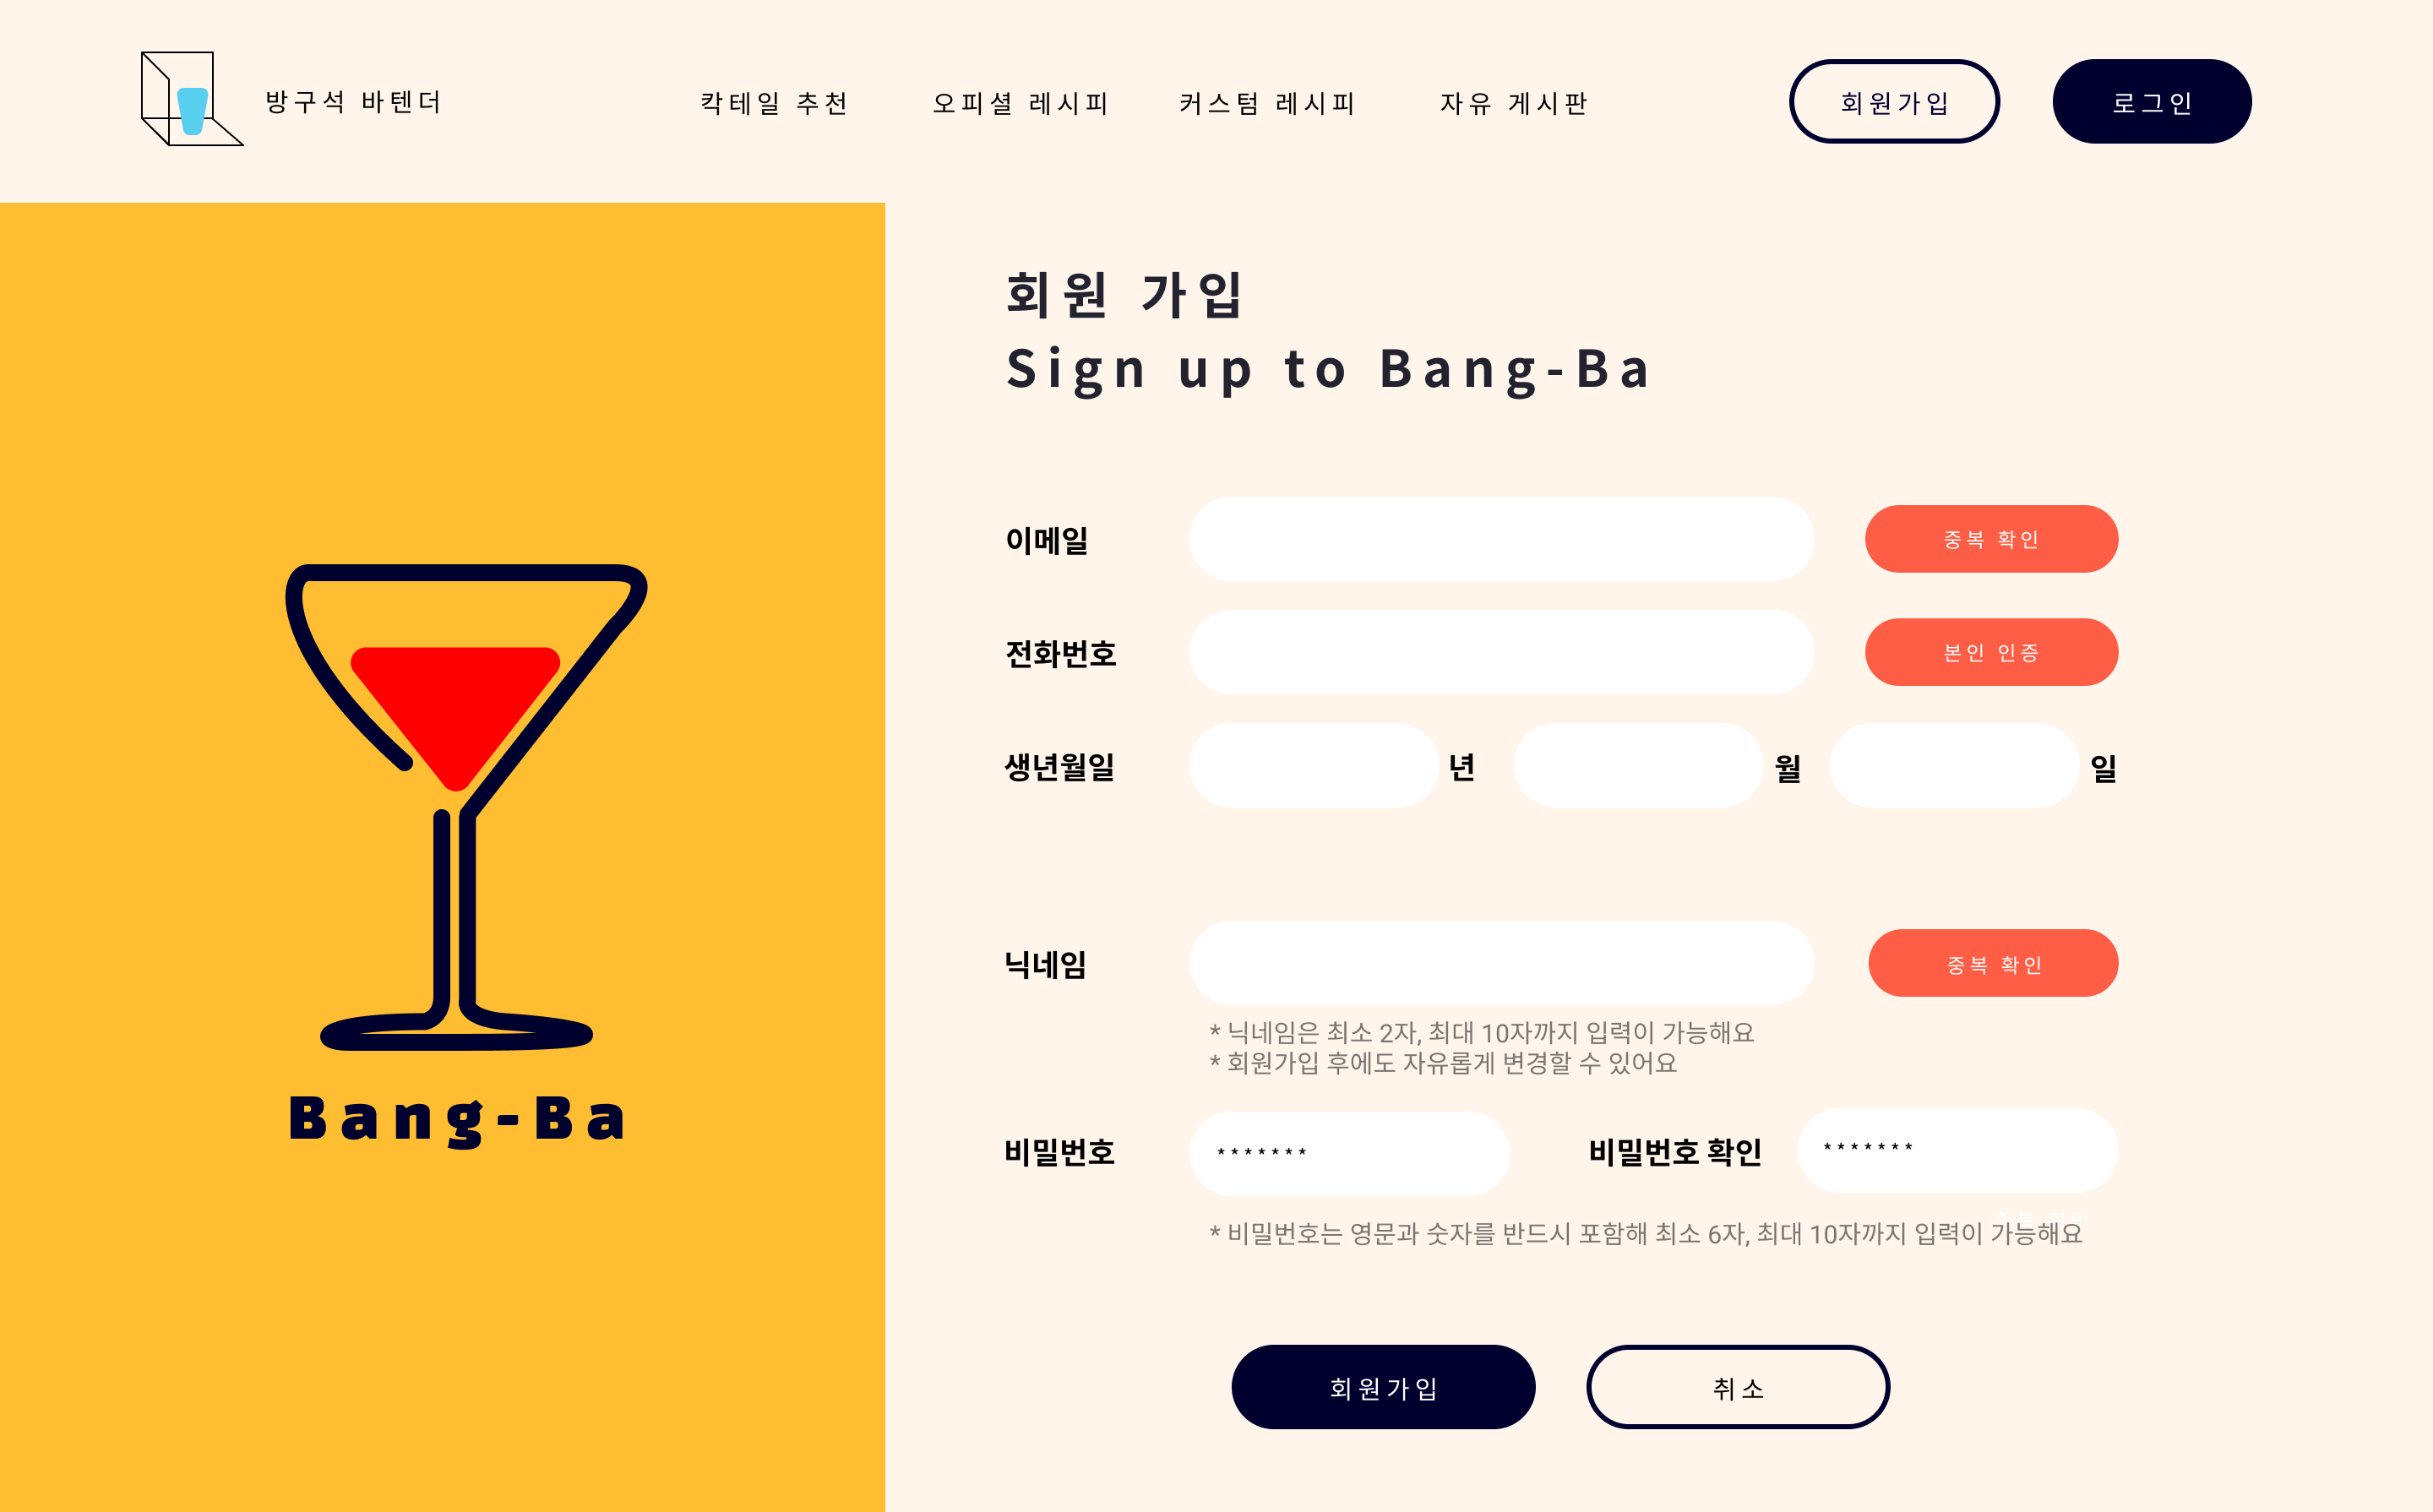 방구석 바텐더
칵테일 추천
오피셜 레시피
커스텀 레시피
자유 게시판
회원가입
로그인
회원 가입
Sign up to Bang-Ba
이메일
중복 확인
전화번호
본인 인증
생년월일
년
월
일
닉네임
중복 확인
* 닉네임은 최소 2자, 최대 10자까지 입력이 가능해요
* 회원가입 후에도 자유롭게 변경할 수 있어요
Bang-Ba
비밀번호
*******
비밀번호 확인
*******
* 비밀번호는 영문과 숫자를 반드시 포함해 최소 6자, 최대 10자까지 입력이 가능해요
회원가입
취소